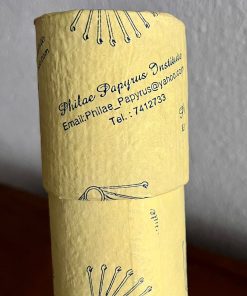 Philae Papyrus Institute
Email:Philae_Papyrus@yahoo.com
Tel. : 7412733